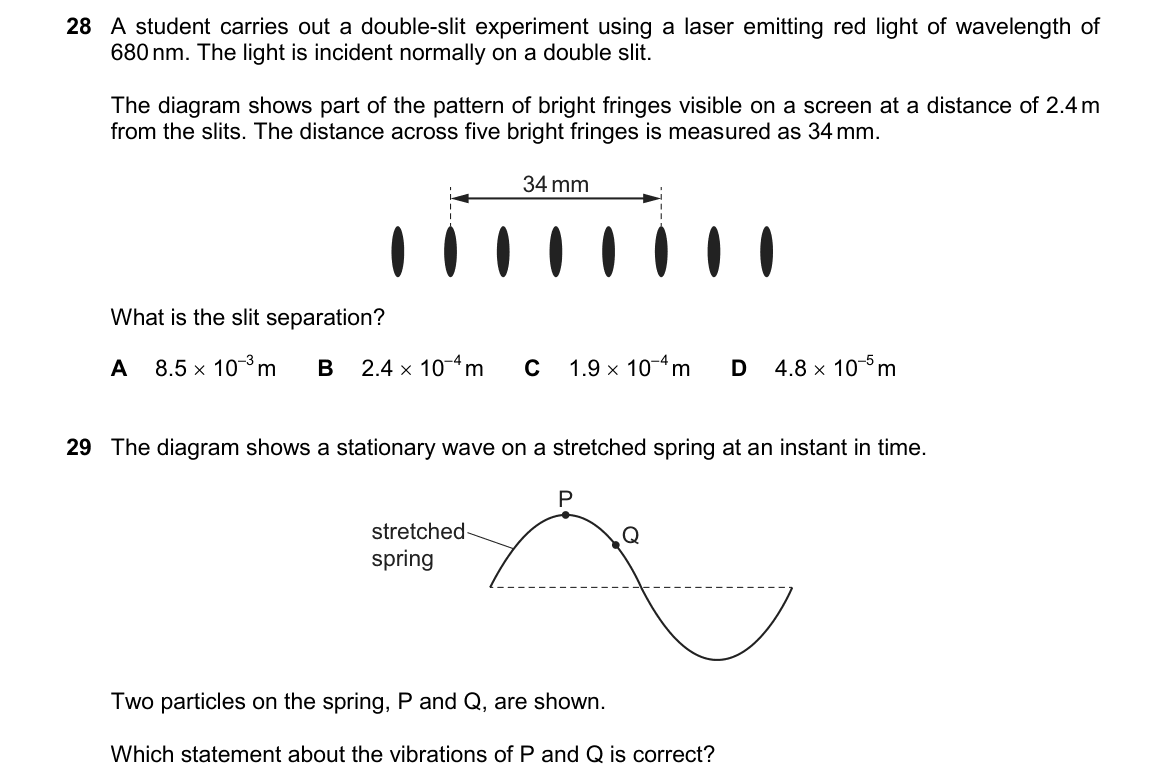 28 A student carries out a double-slit experiment using a laser emitting red light of wavelength of
680 nm. The light is incident normally on a double slit.
The diagram shows part of the pattern of bright fringes visible on a screen at a distance of 2.4 m
from the slits. The distance across five bright fringes is measured as 34 mm.
34 mm
What is the slit separation?
A 8.5 × 10⁻³ m B 2.4 × 10⁻⁴ m C 1.9 × 10⁻⁴ m D 4.8 × 10⁻⁵ m
29 The diagram shows a stationary wave on a stretched spring at an instant in time.
P
Q
stretched
spring
Two particles on the spring, P and Q, are shown.
Which statement about the vibrations of P and Q is correct?